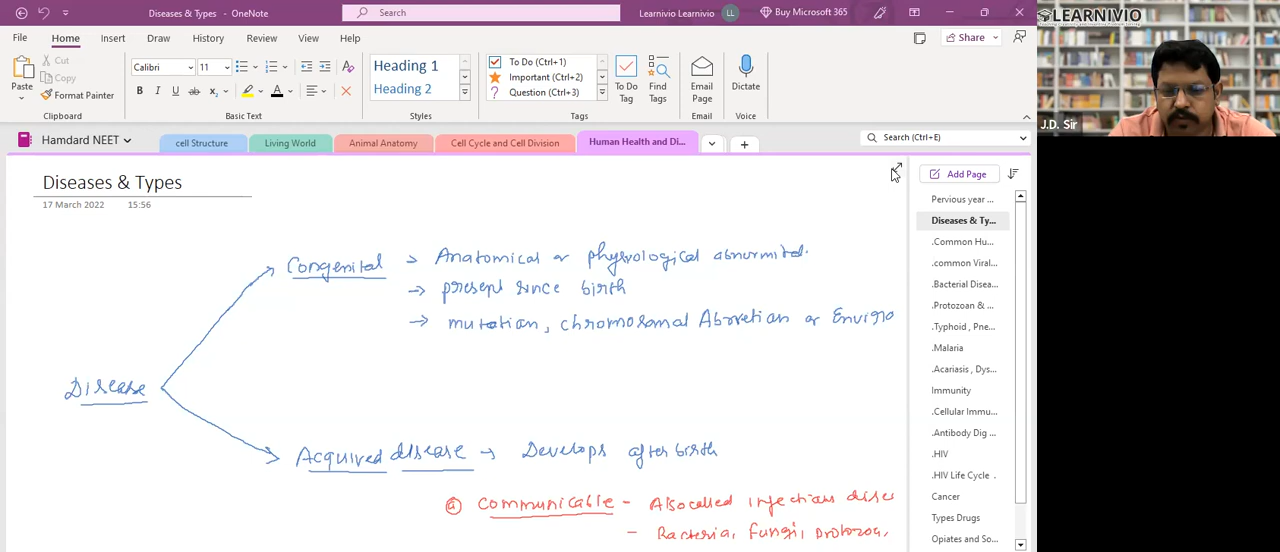 Diseases & Types - OneNote
Search
Learnivio Learnivio
LL
Buy Microsoft 365
File
Home
Insert
Draw
History
Review
View
Help
Share
Paste
Cut
Copy
Format Painter
Clipboard
Calibri
11
B I U
Basic Text
Heading 1
Heading 2
Styles
To Do (Ctrl+1)
Important (Ctrl+2)
Question (Ctrl+3)
To Do Tag
Find Tags
Tags
Email Page
Email
Dictate
Voice
Hamdard NEET
cell Structure
Living World
Animal Anatomy
Cell Cycle and Cell Division
Human Health and Di...
Search (Ctrl+E)
Diseases & Types
17 March 2022 15:56
Congenital → Anatomical or physiological
→ present since birth
→ mutation, chromosomal or Enviro
Disease
Acquired disease → Develops after birth
a Communicable - Also called
- Bacteria, Fungi, protozoa,
Add Page
Pervious year ...
Diseases & Ty...
.Common Hu...
.common Viral...
.Bacterial Disea...
.Protozoan & ...
.Typhoid , Pne...
.Malaria
.Acariasis , Dys...
Immunity
.Cellular Immu...
.Antibody Dig ...
.HIV
.HIV Life Cycle .
Cancer
Types Drugs
Opiates and So...
LEARNIVIO
J.D. Sir